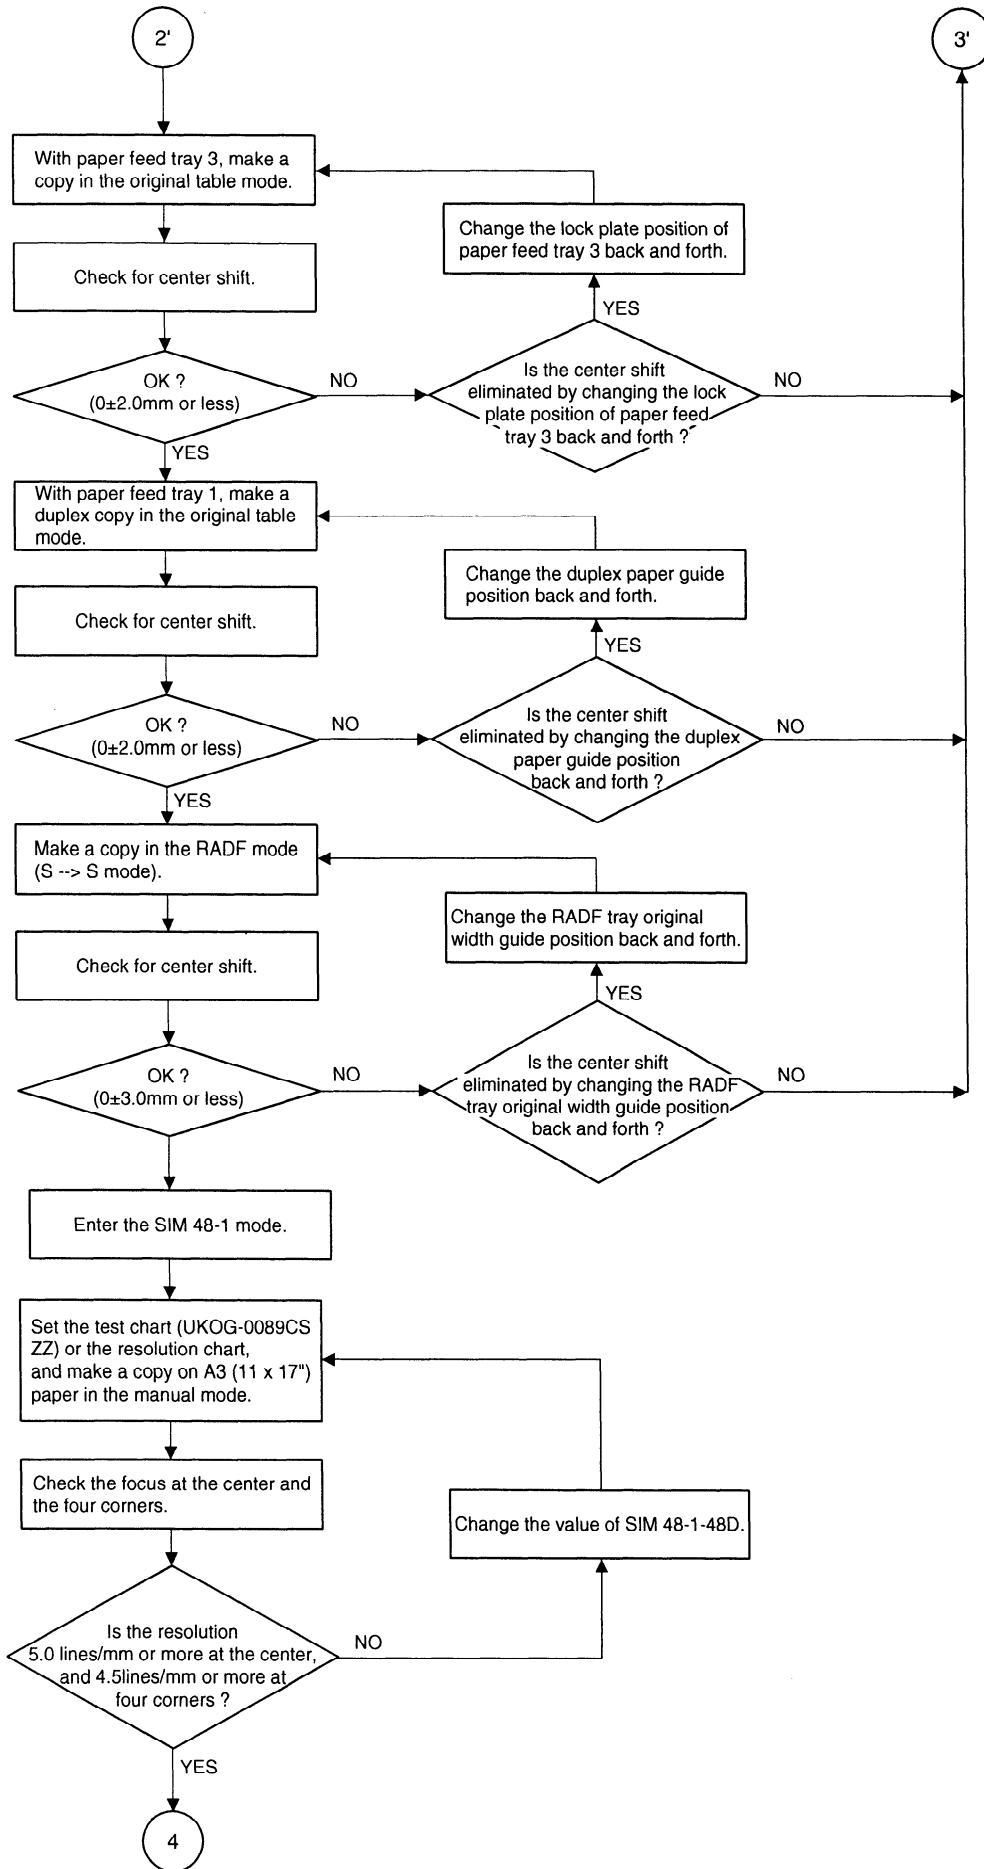 2'
3'
With paper feed tray 3, make a
copy in the original table mode.
Change the lock plate position of
paper feed tray 3 back and forth.
Check for center shift.
YES
OK ?
(0±2.0mm or less)
NO
Is the center shift
eliminated by changing the lock
plate position of paper feed
tray 3 back and forth ?
NO
YES
With paper feed tray 1, make a
duplex copy in the original table
mode.
Change the duplex paper guide
position back and forth.
Check for center shift.
YES
OK ?
(0±2.0mm or less)
NO
Is the center shift
eliminated by changing the duplex
paper guide position
back and forth ?
NO
YES
Make a copy in the RADF mode
(S --> S mode).
Change the RADF tray original
width guide position back and forth.
Check for center shift.
YES
OK ?
(0±3.0mm or less)
NO
Is the center shift
eliminated by changing the RADF
tray original width guide position
back and forth ?
NO
Enter the SIM 48-1 mode.
Set the test chart (UKOG-0089CS
ZZ) or the resolution chart,
and make a copy on A3 (11 x 17")
paper in the manual mode.
Check the focus at the center and
the four corners.
Change the value of SIM 48-1-48D.
Is the resolution
5.0 lines/mm or more at the center,
and 4.5lines/mm or more at
four corners ?
NO
YES
4